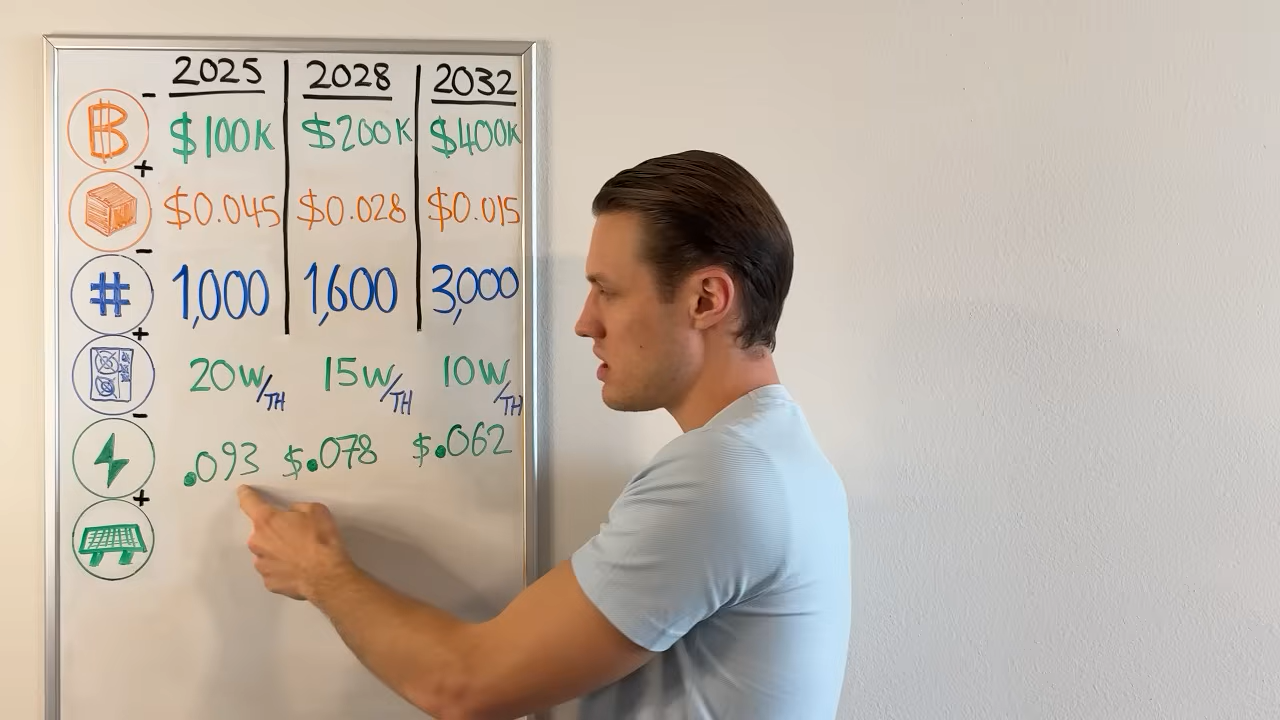 2025 2028 2032
$100K $200K $400K
$0.045 $0.028 $0.015
# 1,000 1,600 3,000
20W/TH 15W/TH 10W/TH
.093 $.078 $.062